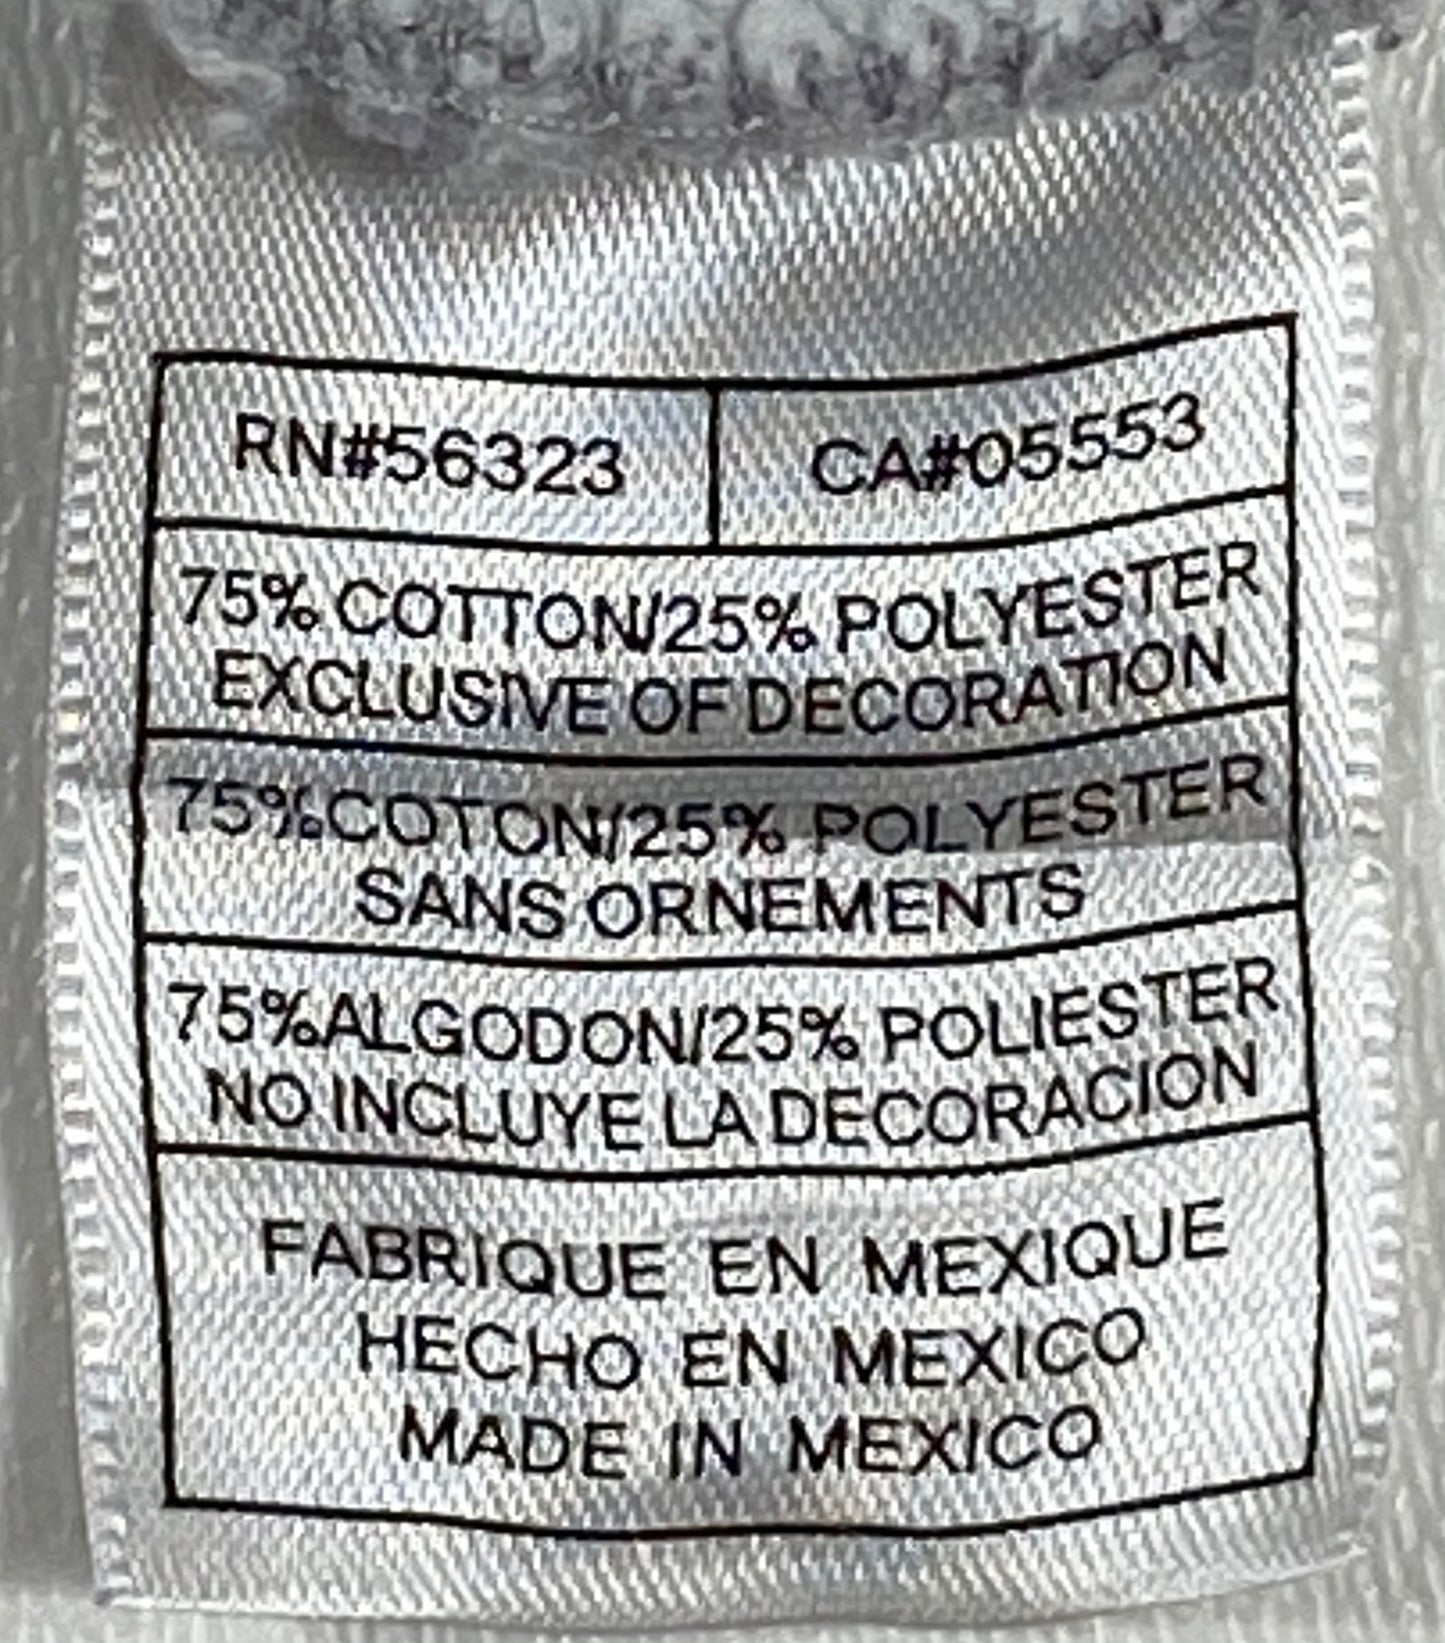 RN#56323 CA#05553
75% COTTON/25% POLYESTER
EXCLUSIVE OF DECORATION
75%COTON/25% POLYESTER
SANS ORNEMENTS
75%ALGODON/25% POLIESTER
NO INCLUYE LA DECORACION
FABRIQUE EN MEXIQUE
HECHO EN MEXICO
MADE IN MEXICO